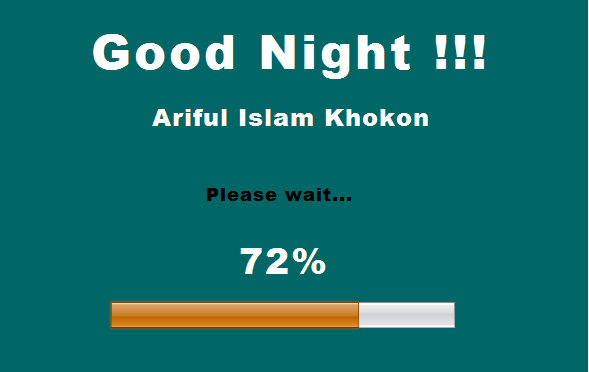 Good Night !!!
Ariful Islam Khokon
Please wait...
72%